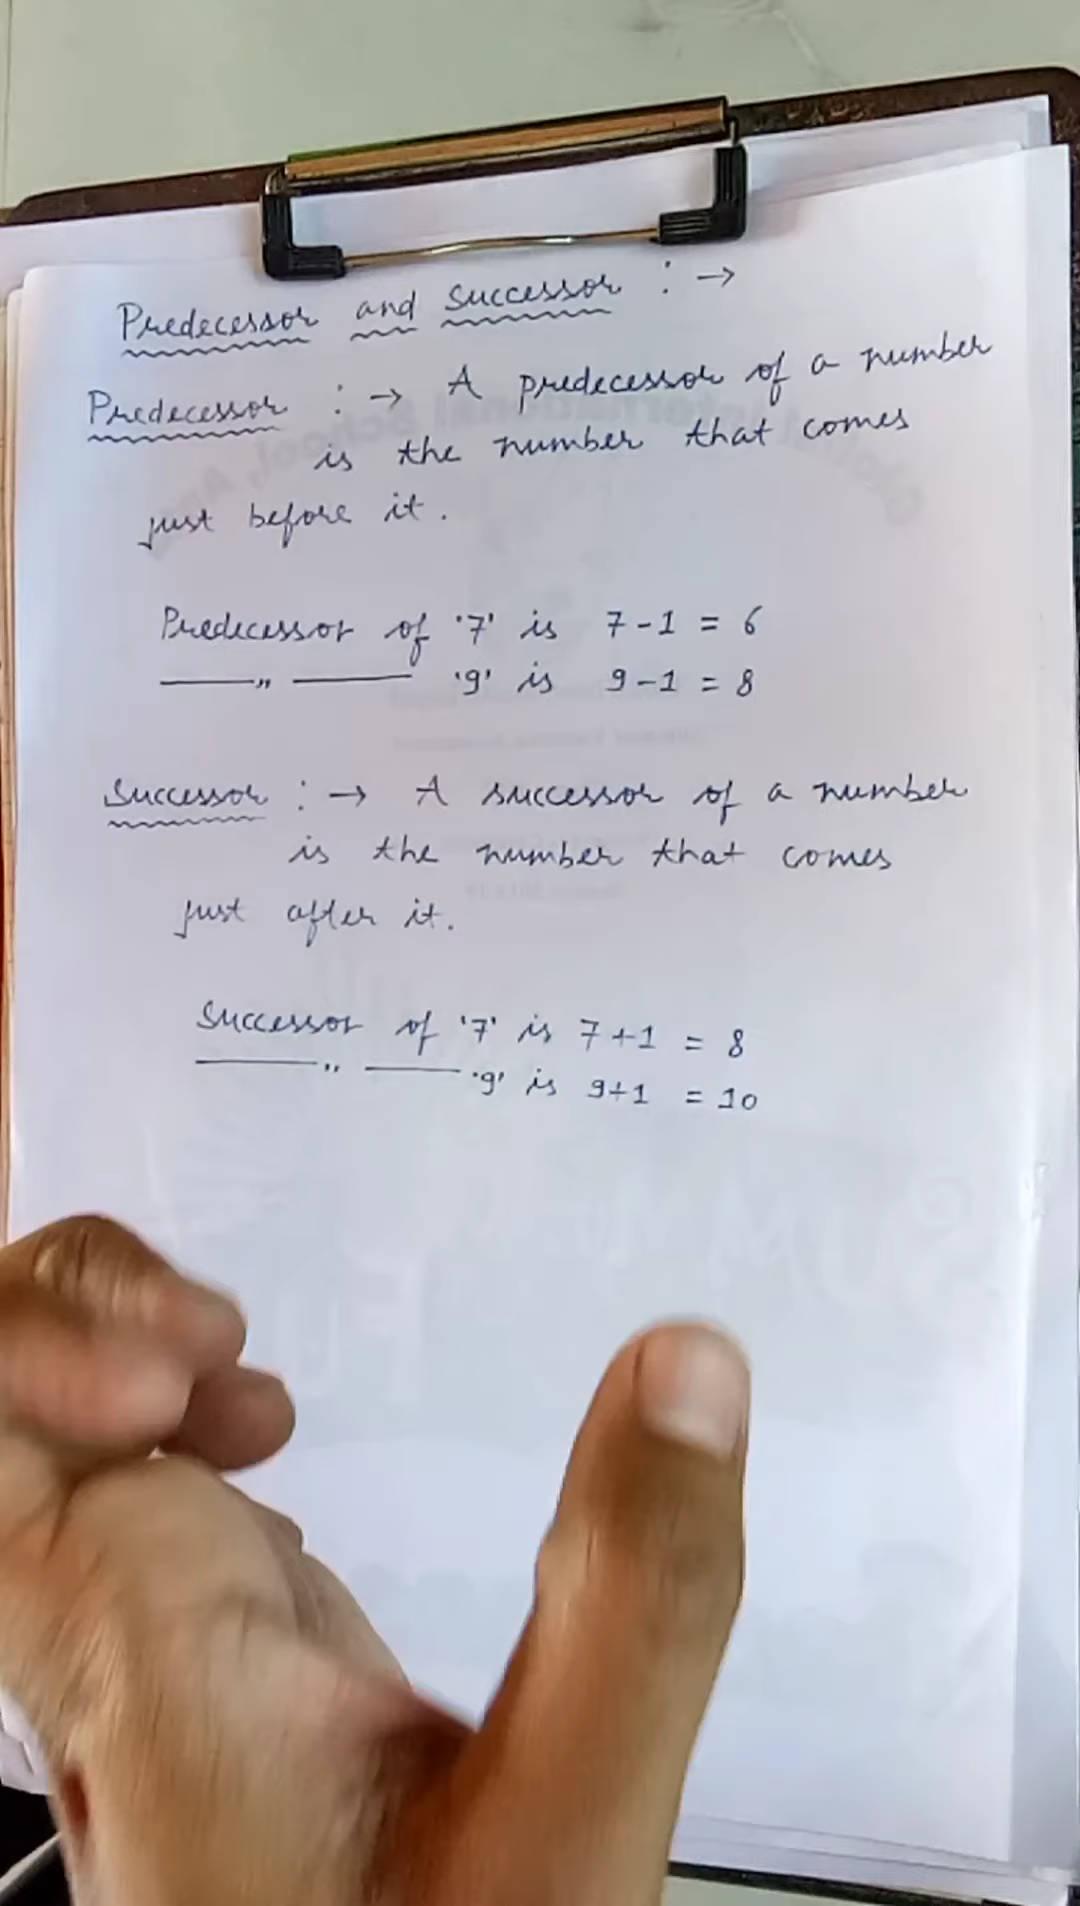 Predecessor and Successor : →
Predecessor : → A predecessor of a number
is the number that comes
just before it.
Predecessor of '7' is 7-1 = 6
——〃—— '9' is 9-1 = 8
Successor : → A successor of a number
is the number that comes
just after it.
Successor of '7' is 7+1 = 8
——〃—— '9' is 9+1 = 10